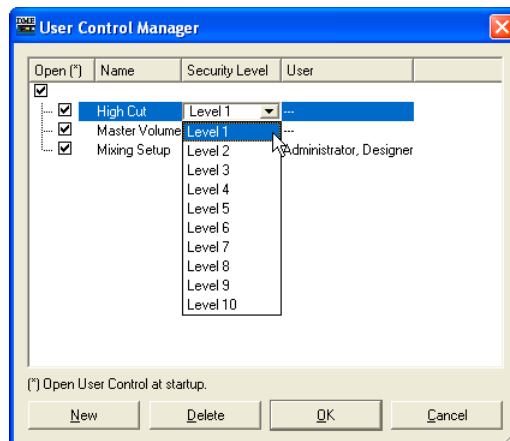 DME User Control Manager
Open (*) Name Security Level User
High Cut Level 1 ---
Master Volume Level 1 ---
Mixing Setup Level 2 Administrator, Designer
Level 3
Level 4
Level 5
Level 6
Level 7
Level 8
Level 9
Level 10
(*) Open User Control at startup.
New Delete OK Cancel